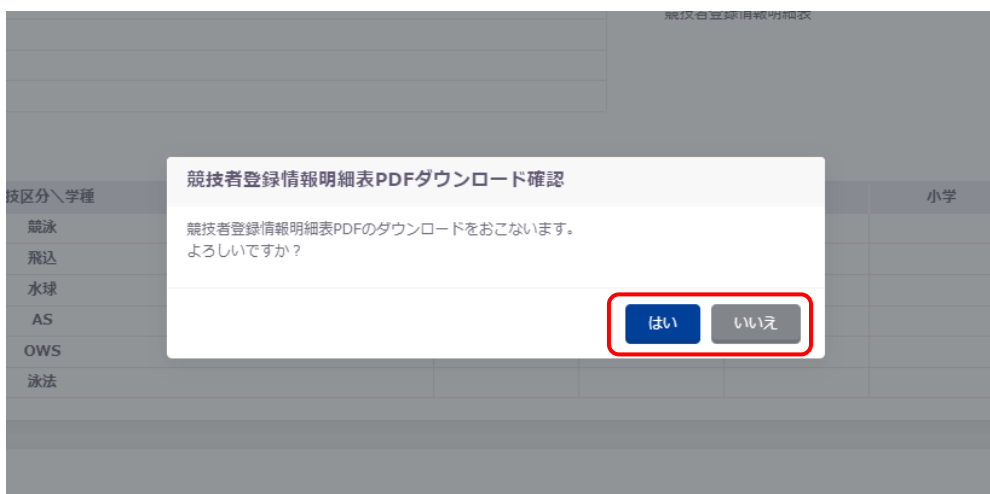 競技者登録情報明細表
競技者登録情報明細表PDFダウンロード確認
技区分＼学種
小学
競泳
競技者登録情報明細表PDFのダウンロードをおこないます。
よろしいですか？
飛込
水球
AS
はい
いいえ
OWS
泳法